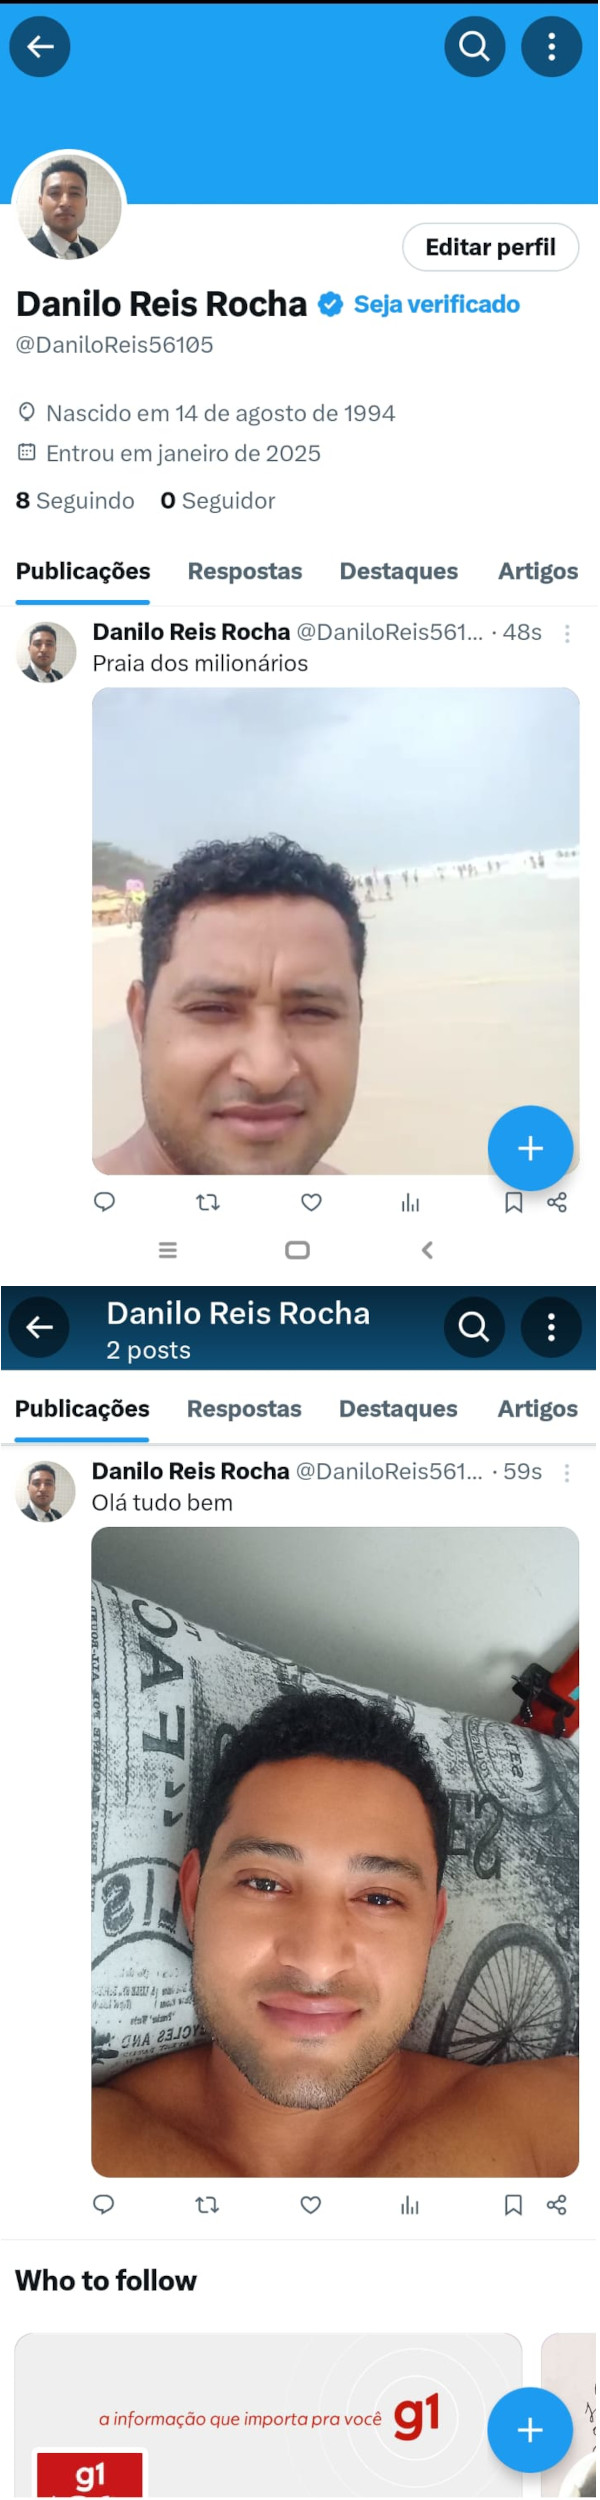 Editar perfil
Danilo Reis Rocha Seja verificado
@DaniloReis56105
Nascido em 14 de agosto de 1994
Entrou em janeiro de 2025
8 Seguindo 0 Seguidor
Publicações Respostas Destaques Artigos
Danilo Reis Rocha @DaniloReis561... · 48s
Praia dos milionários
Danilo Reis Rocha
2 posts
Publicações Respostas Destaques Artigos
Danilo Reis Rocha @DaniloReis561... · 59s
Olá tudo bem
Who to follow
a informação que importa pra você g1
g1